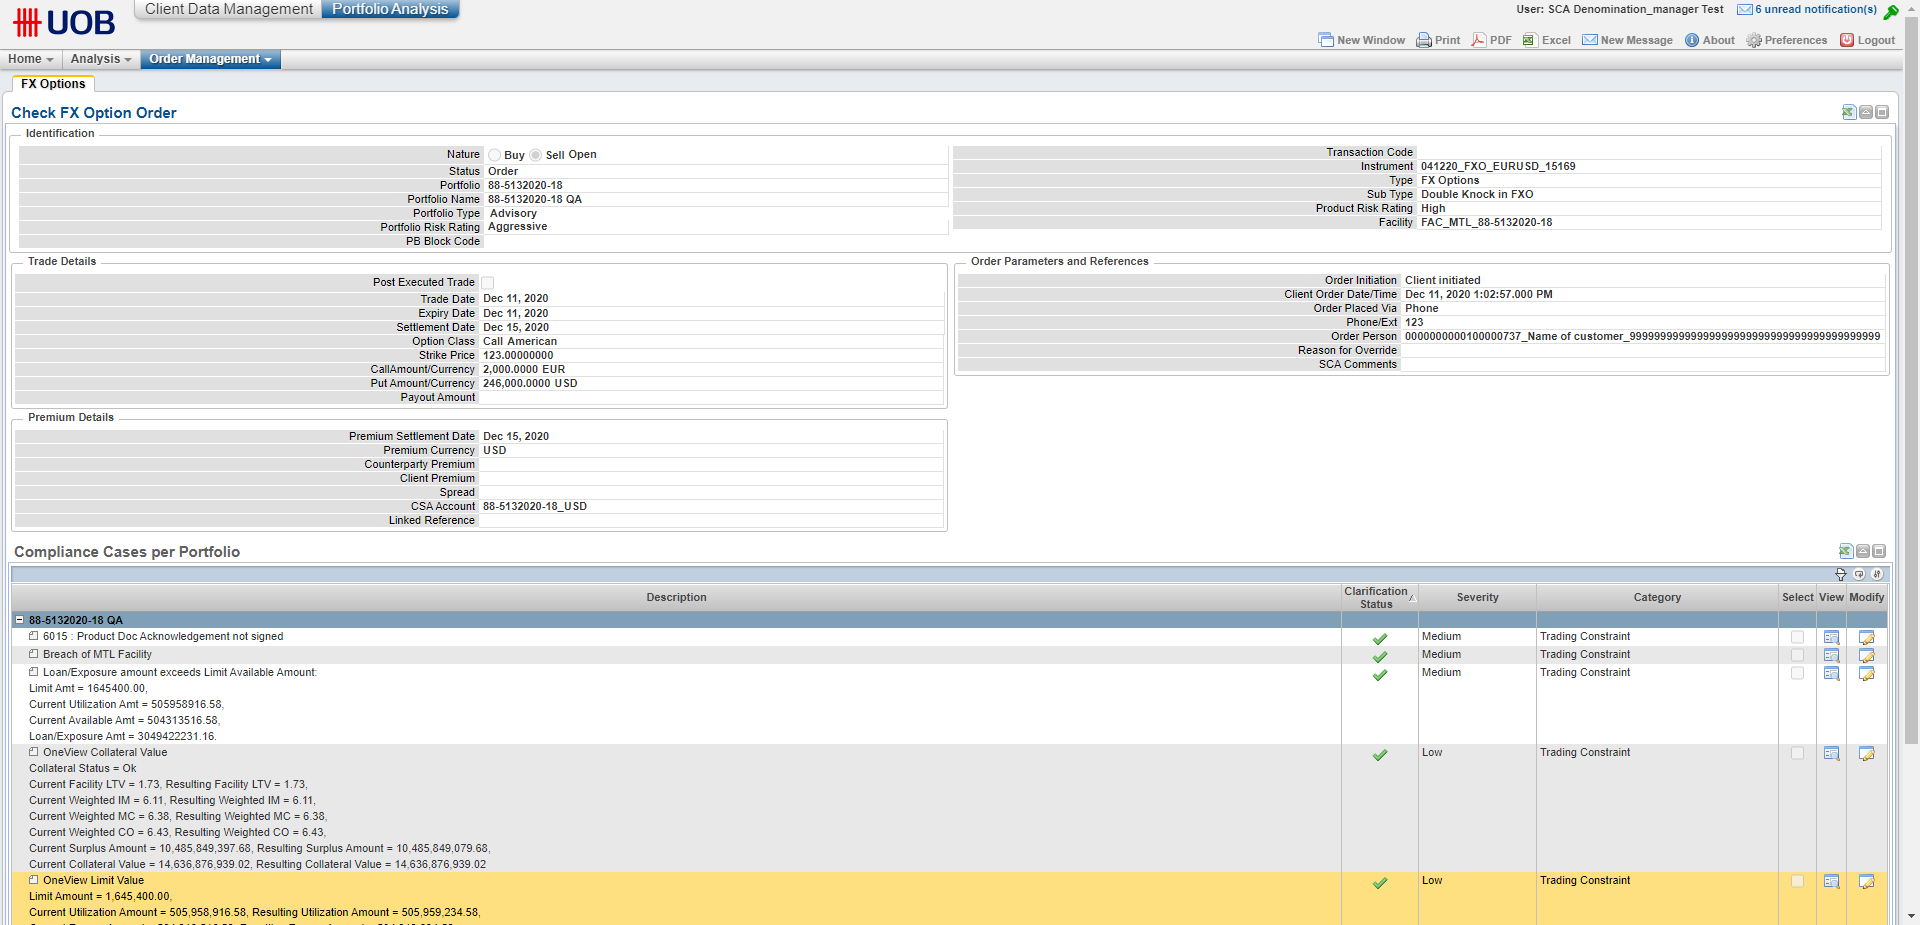 UOB
Client Data Management
Portfolio Analysis
User: SCA Denomination_manager Test
6 unread notification(s)
New Window
Print
PDF
Excel
New Message
About
Preferences
Logout
Home
Analysis
Order Management
FX Options
Check FX Option Order
Identification
Nature Buy Sell Open
Status Order
Portfolio 88-5132020-18
Portfolio Name 88-5132020-18 QA
Portfolio Type Advisory
Portfolio Risk Rating Aggressive
PB Block Code
Transaction Code
Instrument 041220_FXO_EURUSD_15169
Type FX Options
Sub Type Double Knock in FXO
Product Risk Rating High
Facility FAC_MTL_88-5132020-18
Trade Details
Post Executed Trade
Trade Date Dec 11, 2020
Expiry Date Dec 11, 2020
Settlement Date Dec 15, 2020
Option Class Call American
Strike Price 123.00000000
CallAmount/Currency 2,000.0000 EUR
Put Amount/Currency 246,000.0000 USD
Payout Amount
Order Parameters and References
Order Initiation Client initiated
Client Order Date/Time Dec 11, 2020 1:02:57.000 PM
Order Placed Via Phone
Phone/Ext 123
Order Person
Reason for Override
SCA Comments
Premium Details
Premium Settlement Date Dec 15, 2020
Premium Currency USD
Counterparty Premium
Client Premium
Spread
CSA Account 88-5132020-18_USD
Linked Reference
Compliance Cases per Portfolio
Description Clarification Status Severity Category Select View Modify
88-5132020-18 QA
6015 : Product Doc Acknowledgement not signed Medium Trading Constraint
Breach of MTL Facility Medium Trading Constraint
Loan/Exposure amount exceeds Limit Available Amount: Medium Trading Constraint
Limit Amt = 1645400.00,
Current Utilization Amt = 505958916.58,
Current Available Amt = 504313516.58,
Loan/Exposure Amt = 3049422231.16.
OneView Collateral Value Low Trading Constraint
Collateral Status = Ok
Current Facility LTV = 1.73, Resulting Facility LTV = 1.73,
Current Weighted IM = 6.11, Resulting Weighted IM = 6.11,
Current Weighted MC = 6.38, Resulting Weighted MC = 6.38,
Current Weighted CO = 6.43, Resulting Weighted CO = 6.43,
Current Surplus Amount = 10,485,849,397.68, Resulting Surplus Amount = 10,485,849,079.68,
Current Collateral Value = 14,636,876,939.02, Resulting Collateral Value = 14,636,876,939.02
OneView Limit Value Low Trading Constraint
Limit Amount = 1,645,400.00,
Current Utilization Amount = 505,958,916.58, Resulting Utilization Amount = 505,959,234.58,